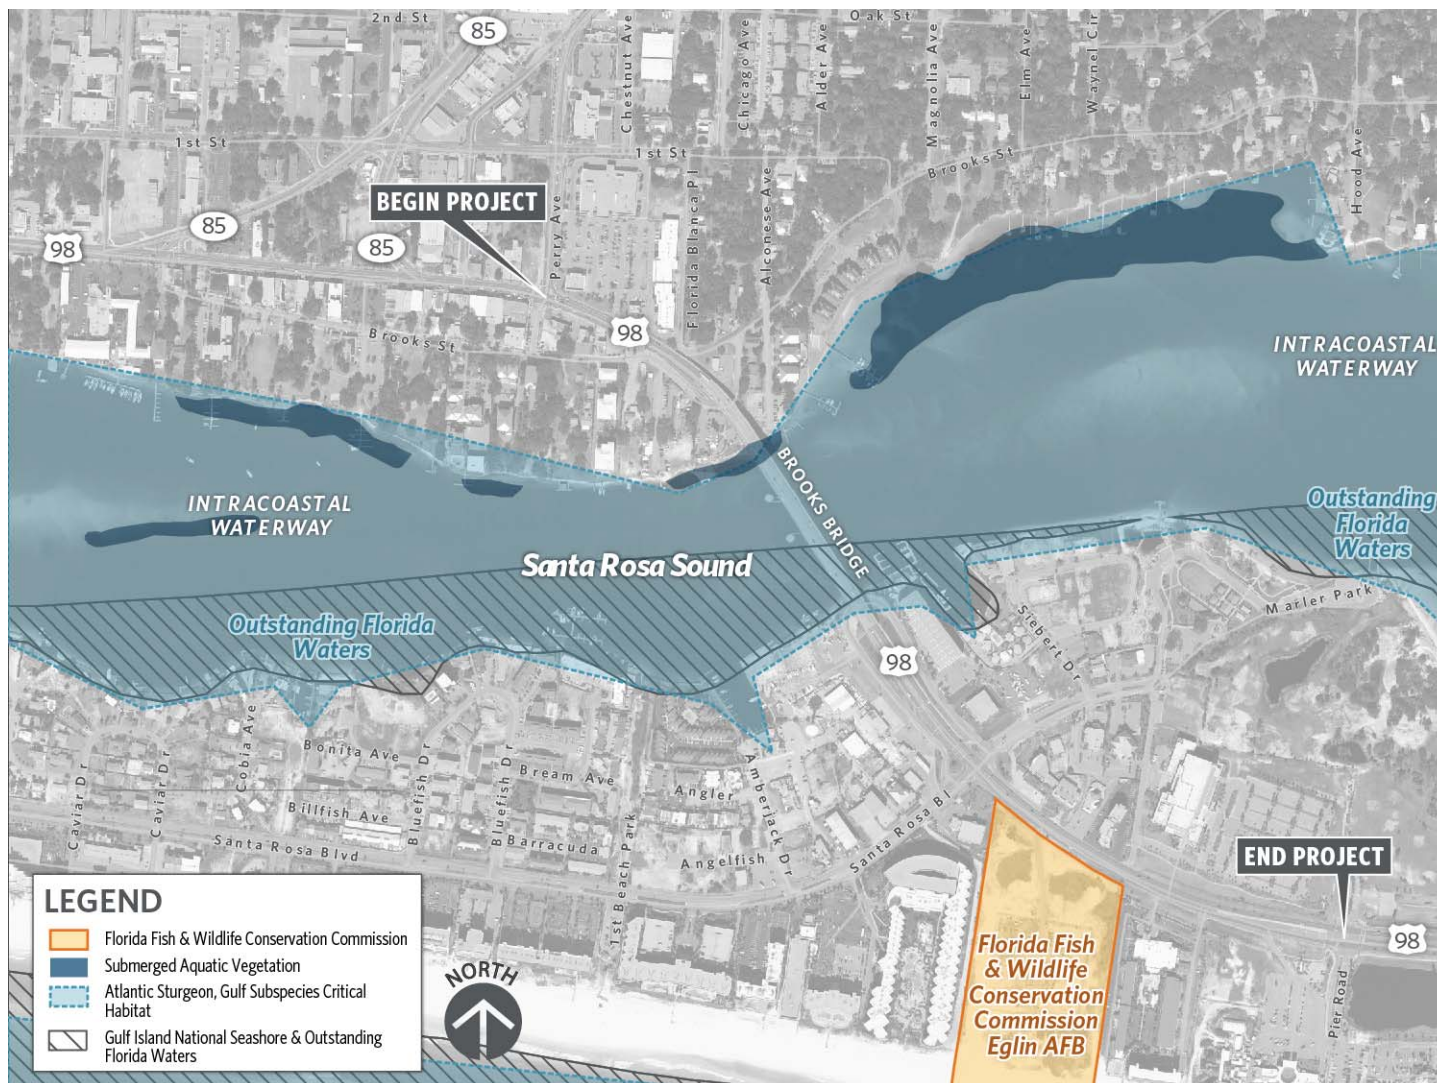 2nd St
85
Chestnut Ave
Chicago Ave
Alder Ave
Oak St
Magnolia Ave
Elm Ave
Waynel Cir
1st St
1st St
Brooks St
Hood Ave
BEGIN PROJECT
85
85
98
Perry Ave
Florida Blanca Pl
Alconese Ave
98
Brooks St
INTRACOASTAL
WATERWAY
BROOKS BRIDGE
INTRACOASTAL
WATERWAY
Outstanding
Florida
Waters
Santa Rosa Sound
Outstanding Florida
Waters
Marler Park
Siebert Dr
98
Cobia Ave
Bonita Ave
Caviar Dr
Caviar Dr
Bluefish Dr
Bluefish Dr
Bream Ave
Billfish Ave
Barracuda
Santa Rosa Blvd
1st Beach Park
Angler
Angelfish
Amberjack Dr
Santa Rosa Bl
END PROJECT
98
Pier Road
Florida Fish
& Wildlife
Conservation
Commission
Eglin AFB
NORTH
LEGEND
Florida Fish & Wildlife Conservation Commission
Submerged Aquatic Vegetation
Atlantic Sturgeon, Gulf Subspecies Critical
Habitat
Gulf Island National Seashore & Outstanding
Florida Waters